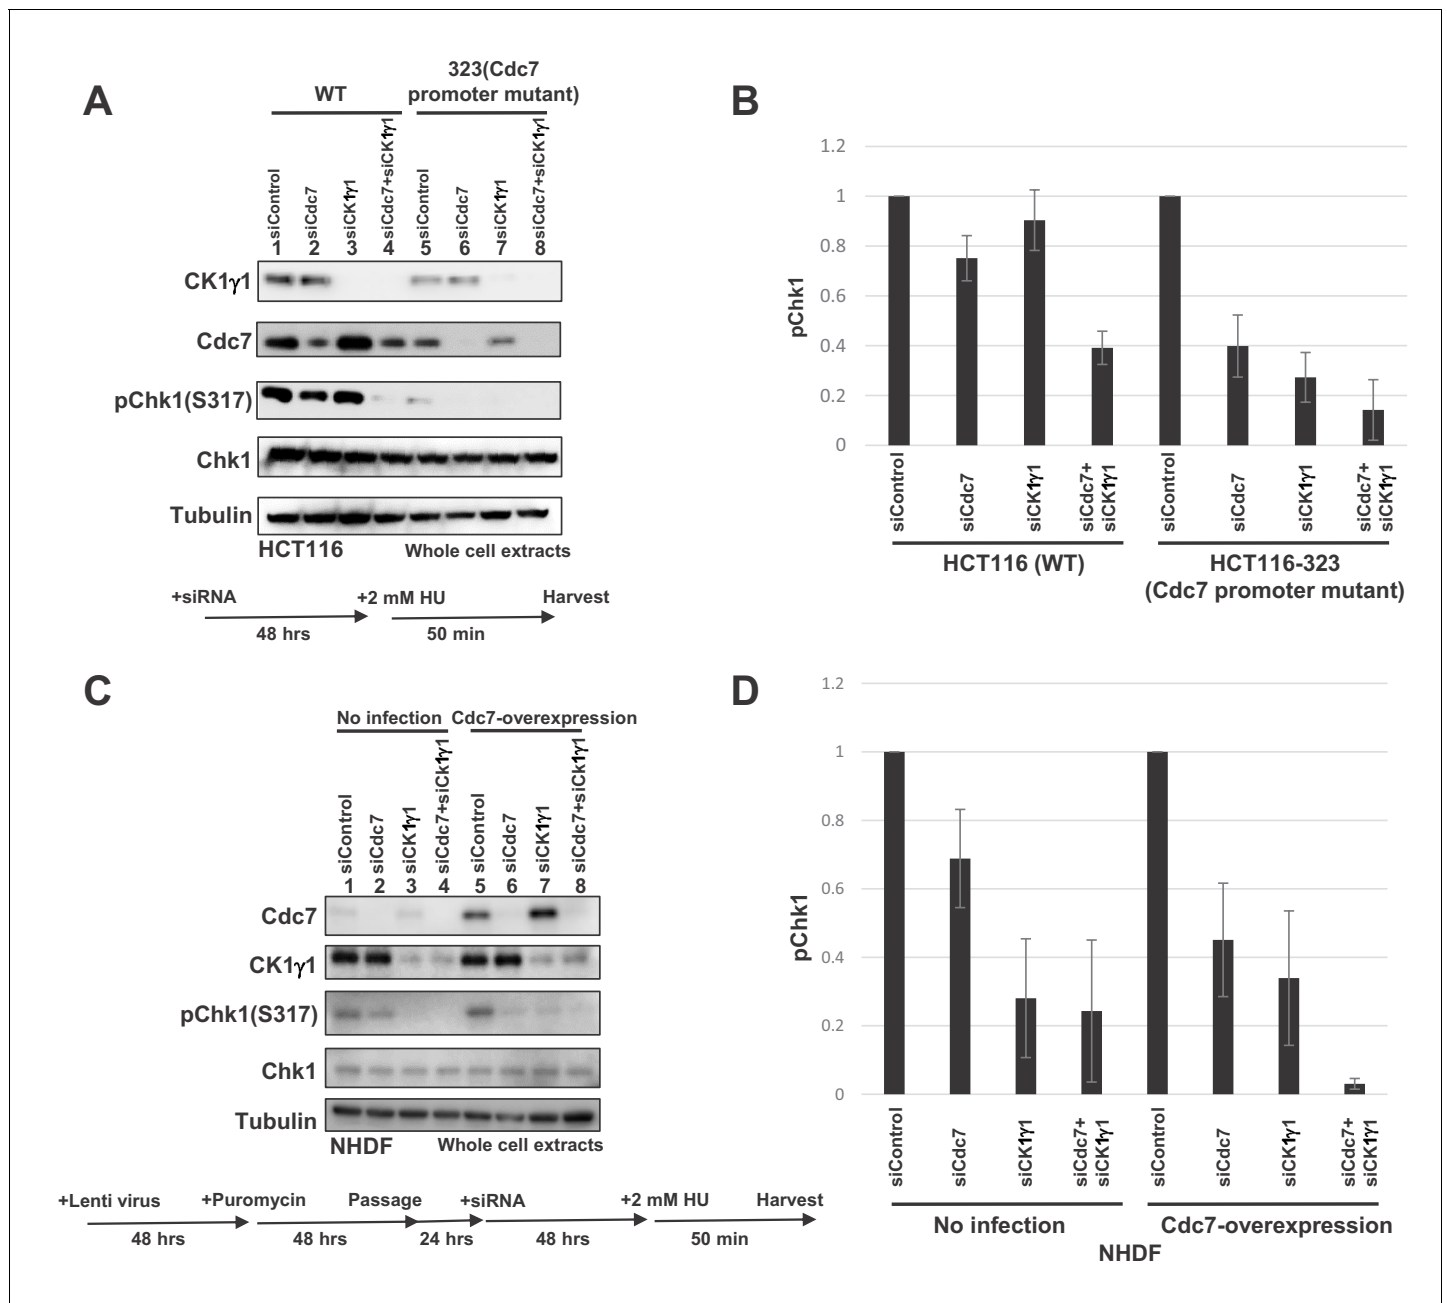 A
WT
323(Cdc7
promoter mutant)
siControl
siCdc7
siCK1γ1
siCdc7+siCK1γ1
siControl
siCdc7
siCK1γ1
siCdc7+siCK1γ1
1 2 3 4 5 6 7 8
CK1γ1
Cdc7
pChk1(S317)
Chk1
Tubulin
HCT116
Whole cell extracts
+siRNA
+2 mM HU
Harvest
48 hrs
50 min
B
1.2
1
0.8
0.6
0.4
0.2
0
pChk1
siControl
siCdc7
siCK1γ1
siCdc7+
siCK1γ1
siControl
siCdc7
siCK1γ1
siCdc7+
siCK1γ1
HCT116 (WT)
HCT116-323
(Cdc7 promoter mutant)
C
No infection
Cdc7-overexpression
siControl
siCdc7
siCK1γ1
siCdc7+siCk1γ1
siControl
siCdc7
siCK1γ1
siCdc7+siCk1γ1
1 2 3 4 5 6 7 8
Cdc7
CK1γ1
pChk1(S317)
Chk1
Tubulin
NHDF
Whole cell extracts
+Lenti virus
+Puromycin
Passage
+siRNA
+2 mM HU
Harvest
48 hrs
48 hrs
24 hrs
48 hrs
50 min
D
1.2
1
0.8
0.6
0.4
0.2
0
pChk1
siControl
siCdc7
siCK1γ1
siCdc7+
siCK1γ1
siControl
siCdc7
siCK1γ1
siCdc7+
siCK1γ1
No infection
Cdc7-overexpression
NHDF